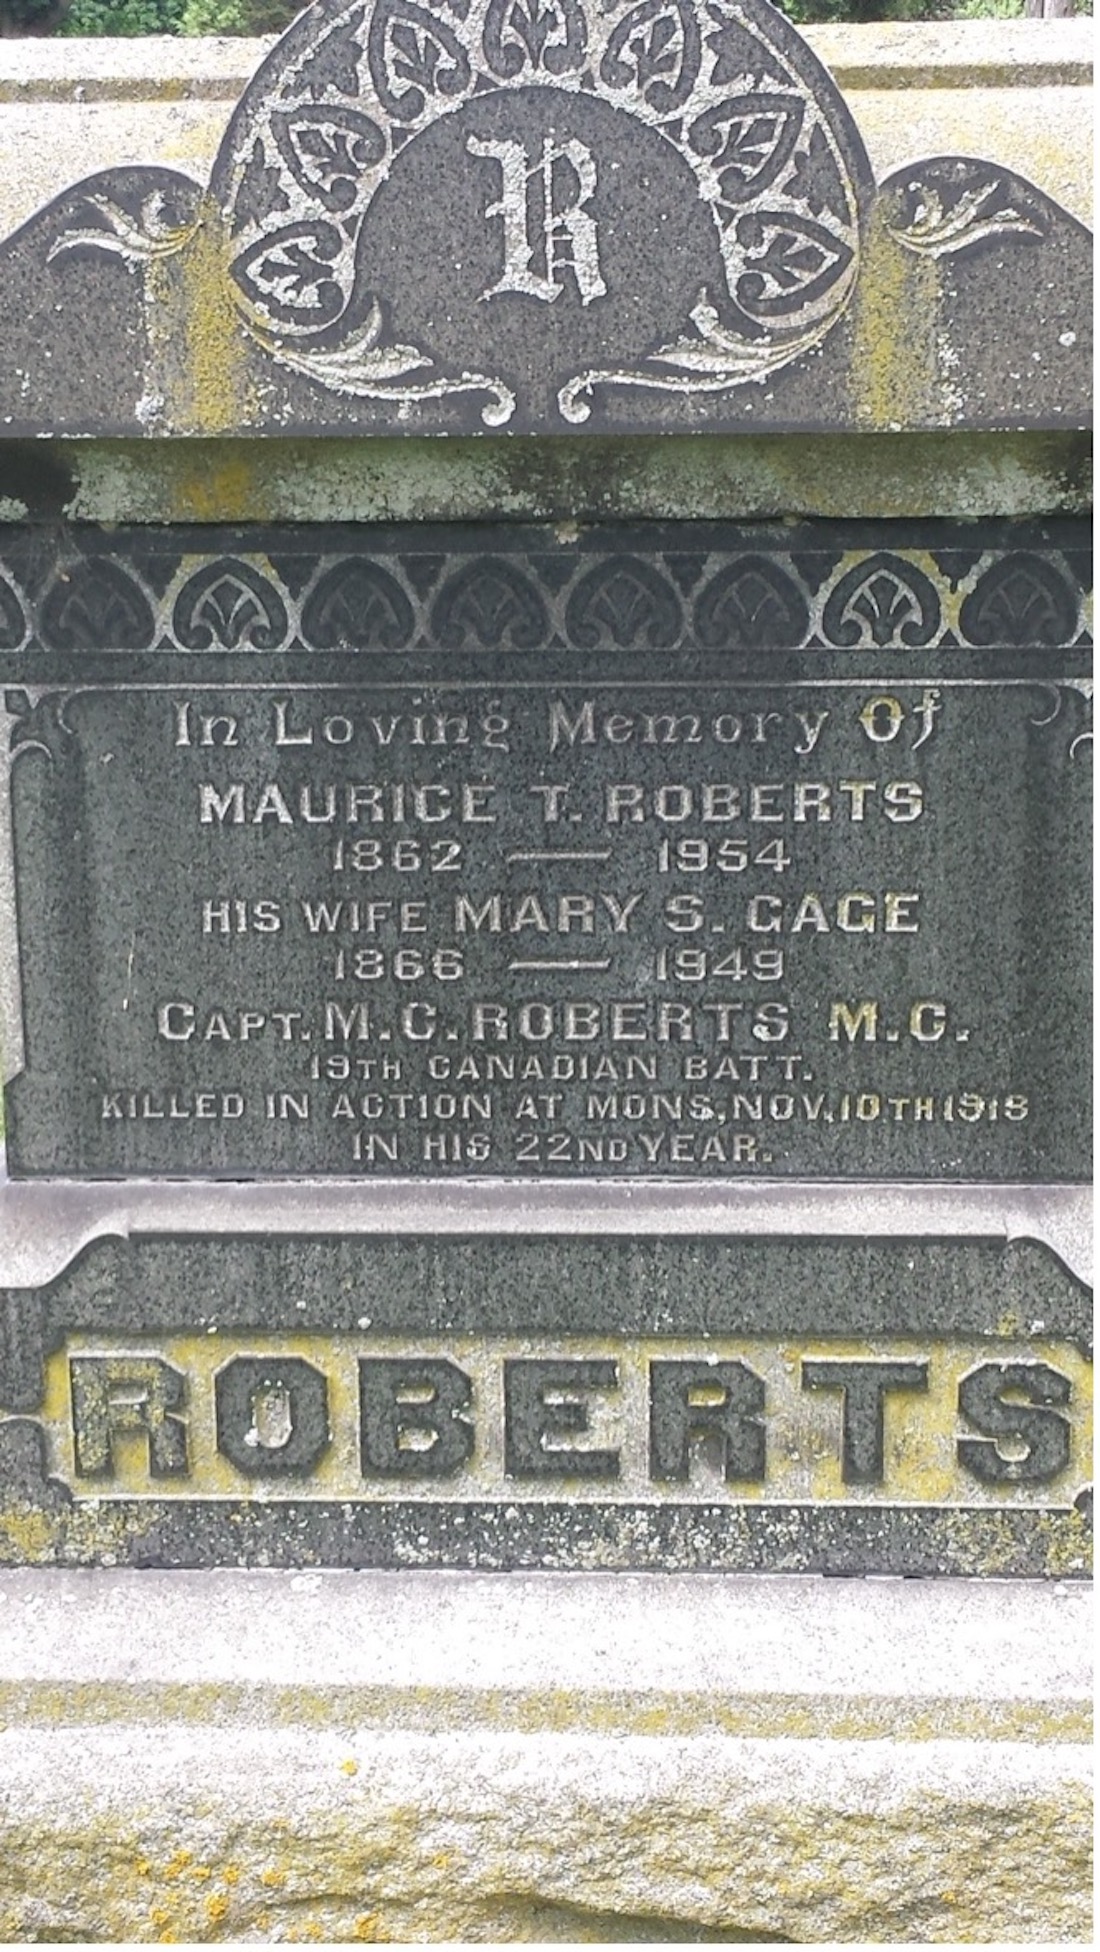 R
In Loving Memory Of
MAURICE T. ROBERTS
1862 — 1954
HIS WIFE MARY S. GAGE
1866 — 1949
CAPT. M.C. ROBERTS M.C.
19TH CANADIAN BATT.
KILLED IN ACTION AT MONS, NOV. 10TH 1918
IN HIS 22ND YEAR.
ROBERTS